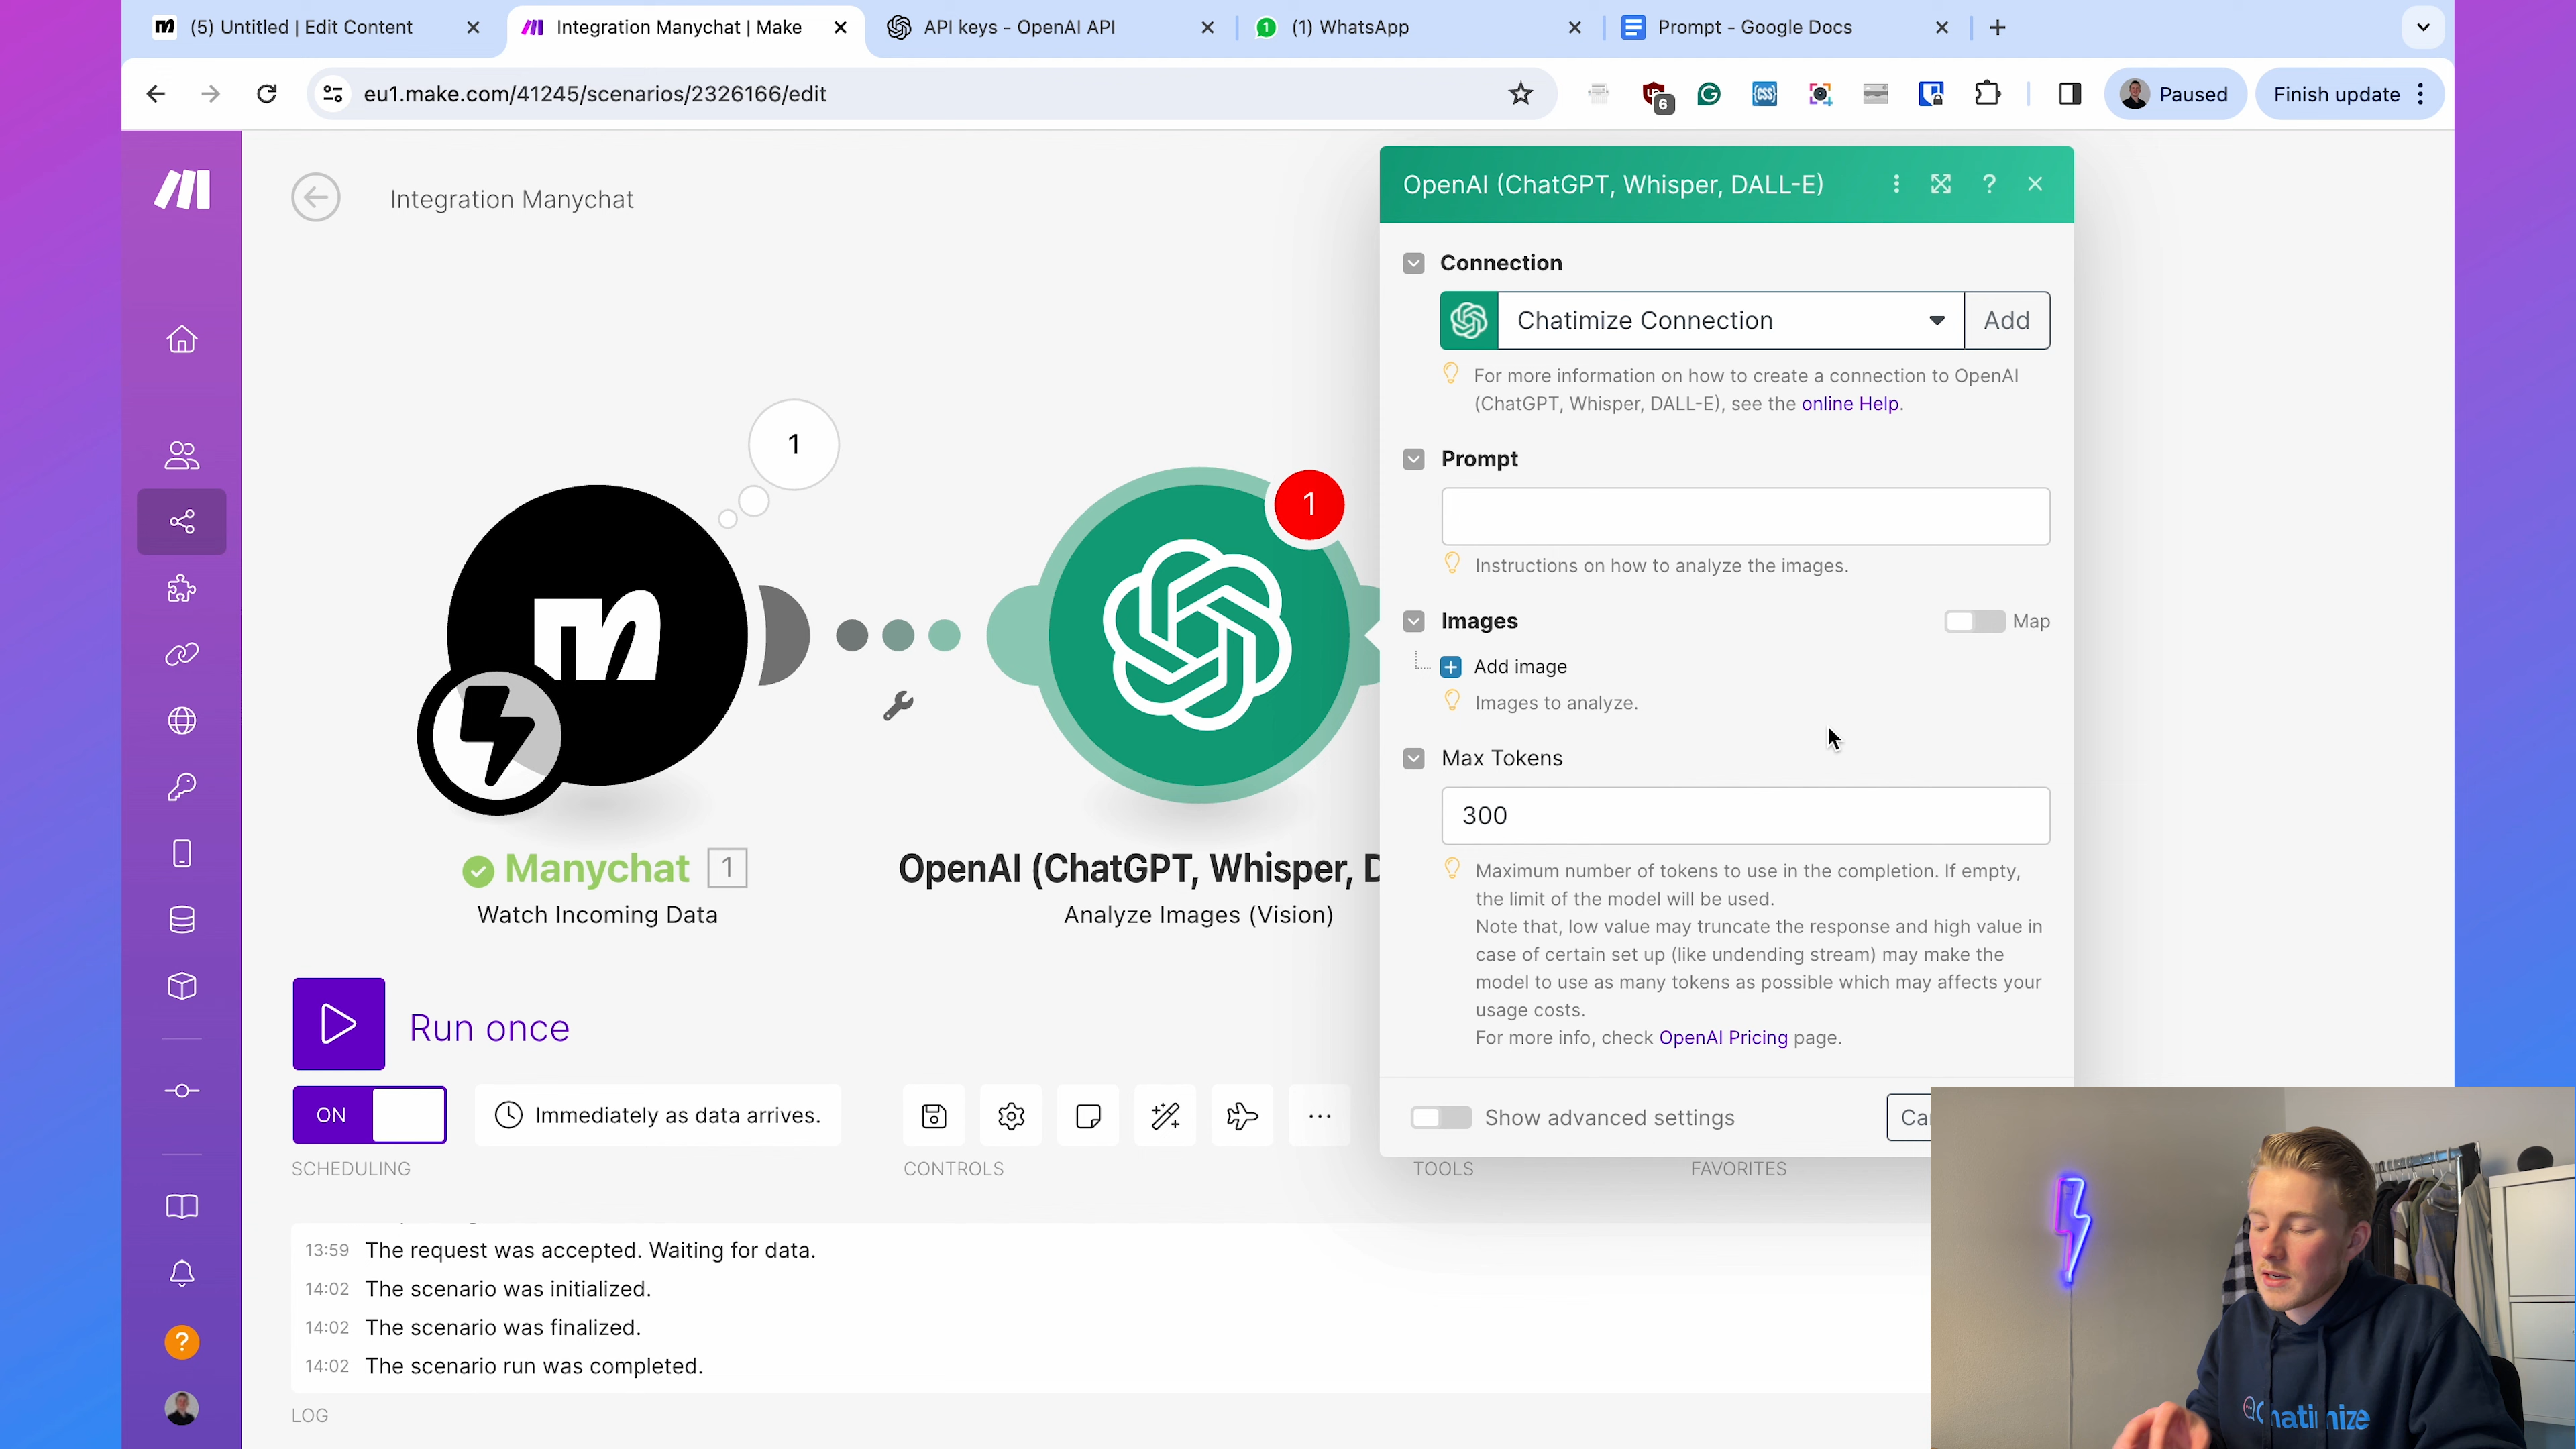 (5) Untitled | Edit Content
Integration Manychat | Make
API keys - OpenAI API
1
(1) WhatsApp
Prompt - Google Docs
eu1.make.com/41245/scenarios/2326166/edit
6
Paused
Finish update
Integration Manychat
OpenAI (ChatGPT, Whisper, DALL-E)
Connection
Chatimize Connection
Add
For more information on how to create a connection to OpenAI
(ChatGPT, Whisper, DALL-E), see the online Help.
Prompt
Instructions on how to analyze the images.
Images
Map
Add image
Images to analyze.
Max Tokens
300
Maximum number of tokens to use in the completion. If empty,
the limit of the model will be used.
Note that, low value may truncate the response and high value in
case of certain set up (like undending stream) may make the
model to use as many tokens as possible which may affects your
usage costs.
For more info, check OpenAI Pricing page.
Show advanced settings
1
1
Manychat 1
Watch Incoming Data
OpenAI (ChatGPT, Whisper, D
Analyze Images (Vision)
Run once
ON
Immediately as data arrives.
SCHEDULING
CONTROLS
TOOLS
FAVORITES
13:59 The request was accepted. Waiting for data.
14:02 The scenario was initialized.
14:02 The scenario was finalized.
14:02 The scenario run was completed.
LOG
Chatimize